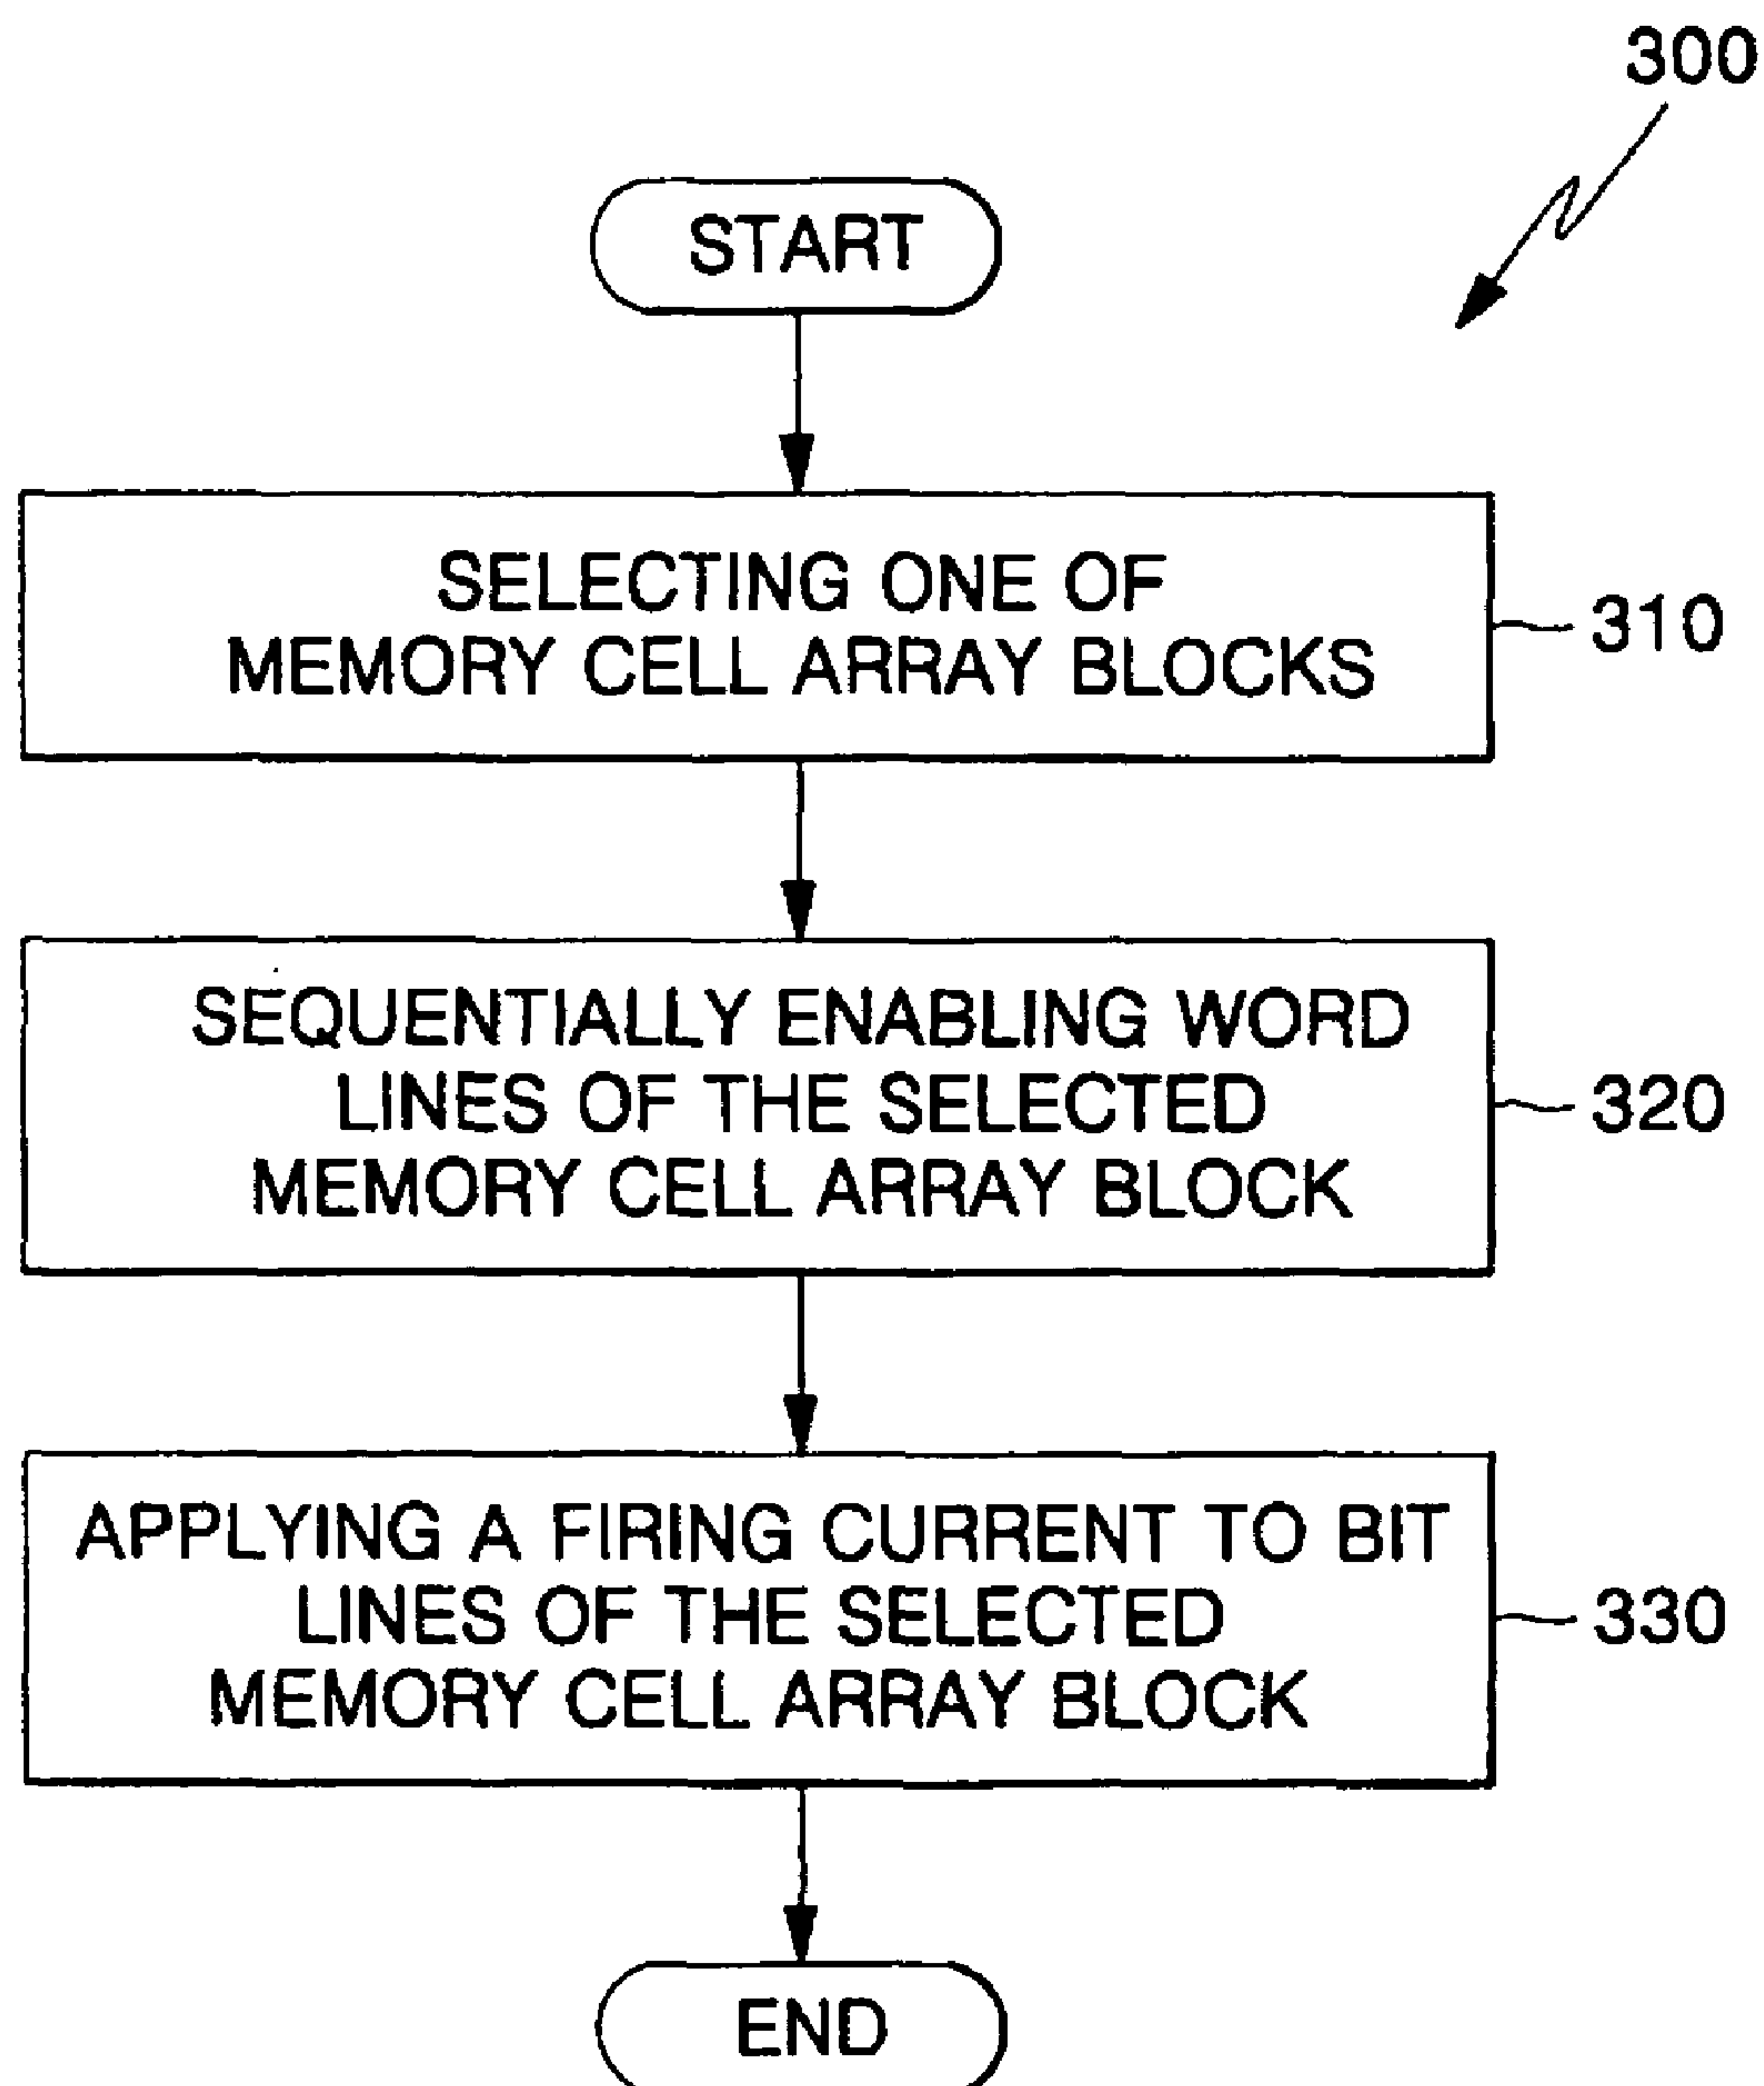 300
START
SELECTING ONE OF
MEMORY CELL ARRAY BLOCKS
310
SEQUENTIALLY ENABLING WORD
LINES OF THE SELECTED
MEMORY CELL ARRAY BLOCK
320
APPLYING A FIRING CURRENT TO BIT
LINES OF THE SELECTED
MEMORY CELL ARRAY BLOCK
330
END